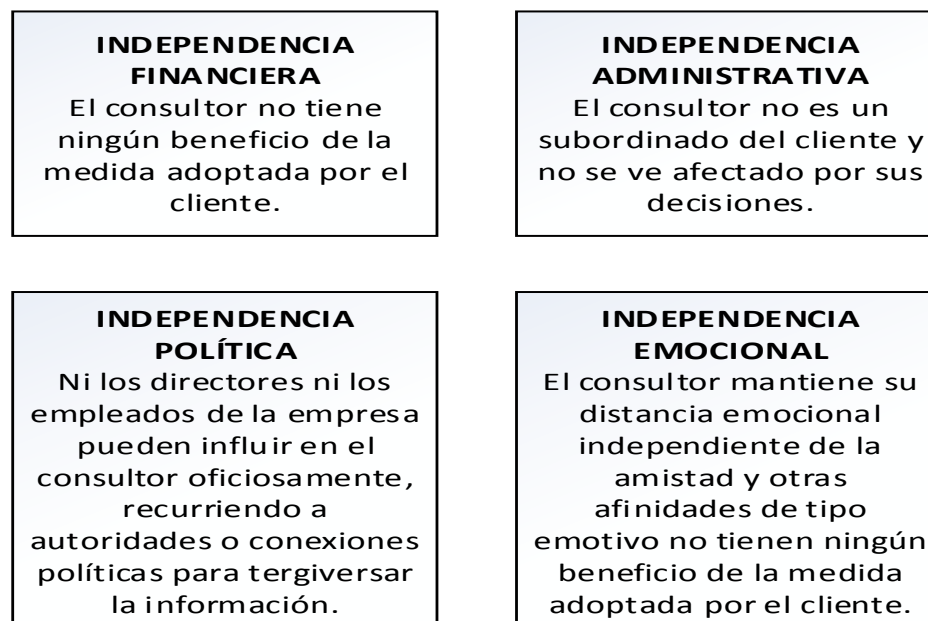 INDEPENDENCIA
FINANCIERA
El consultor no tiene
ningún beneficio de la
medida adoptada por el
cliente.
INDEPENDENCIA
ADMINISTRATIVA
El consultor no es un
subordinado del cliente y
no se ve afectado por sus
decisiones.
INDEPENDENCIA
POLÍTICA
Ni los directores ni los
empleados de la empresa
pueden influir en el
consultor oficiosamente,
recurriendo a
autoridades o conexiones
políticas para tergiversar
la información.
INDEPENDENCIA
EMOCIONAL
El consultor mantiene su
distancia emocional
independiente de la
amistad y otras
afinidades de tipo
emotivo no tienen ningún
beneficio de la medida
adoptada por el cliente.